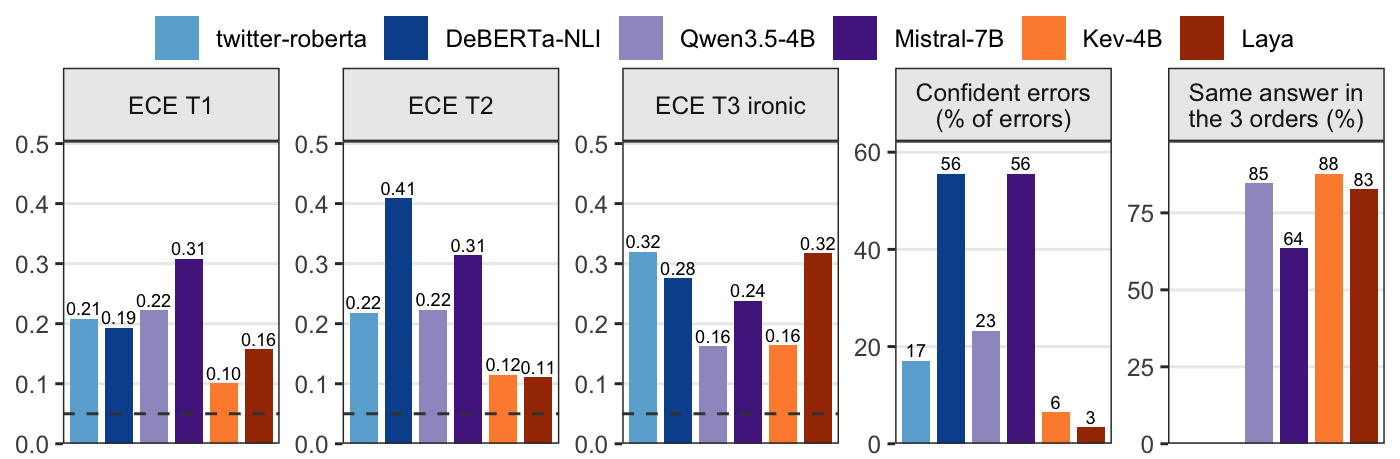 twitter-roberta DeBERTa-NLI Qwen3.5-4B Mistral-7B Kev-4B Laya
ECE T1
0.5
0.4
0.3
0.2
0.1
0.0
0.21 0.19 0.22 0.31 0.10 0.16
ECE T2
0.5
0.4
0.3
0.2
0.1
0.0
0.22 0.41 0.22 0.31 0.12 0.11
ECE T3 ironic
0.5
0.4
0.3
0.2
0.1
0.0
0.32 0.28 0.16 0.24 0.16 0.32
Confident errors
(% of errors)
60
40
20
0
17 56 23 56 6 3
Same answer in
the 3 orders (%)
75
50
25
0
85 64 88 83